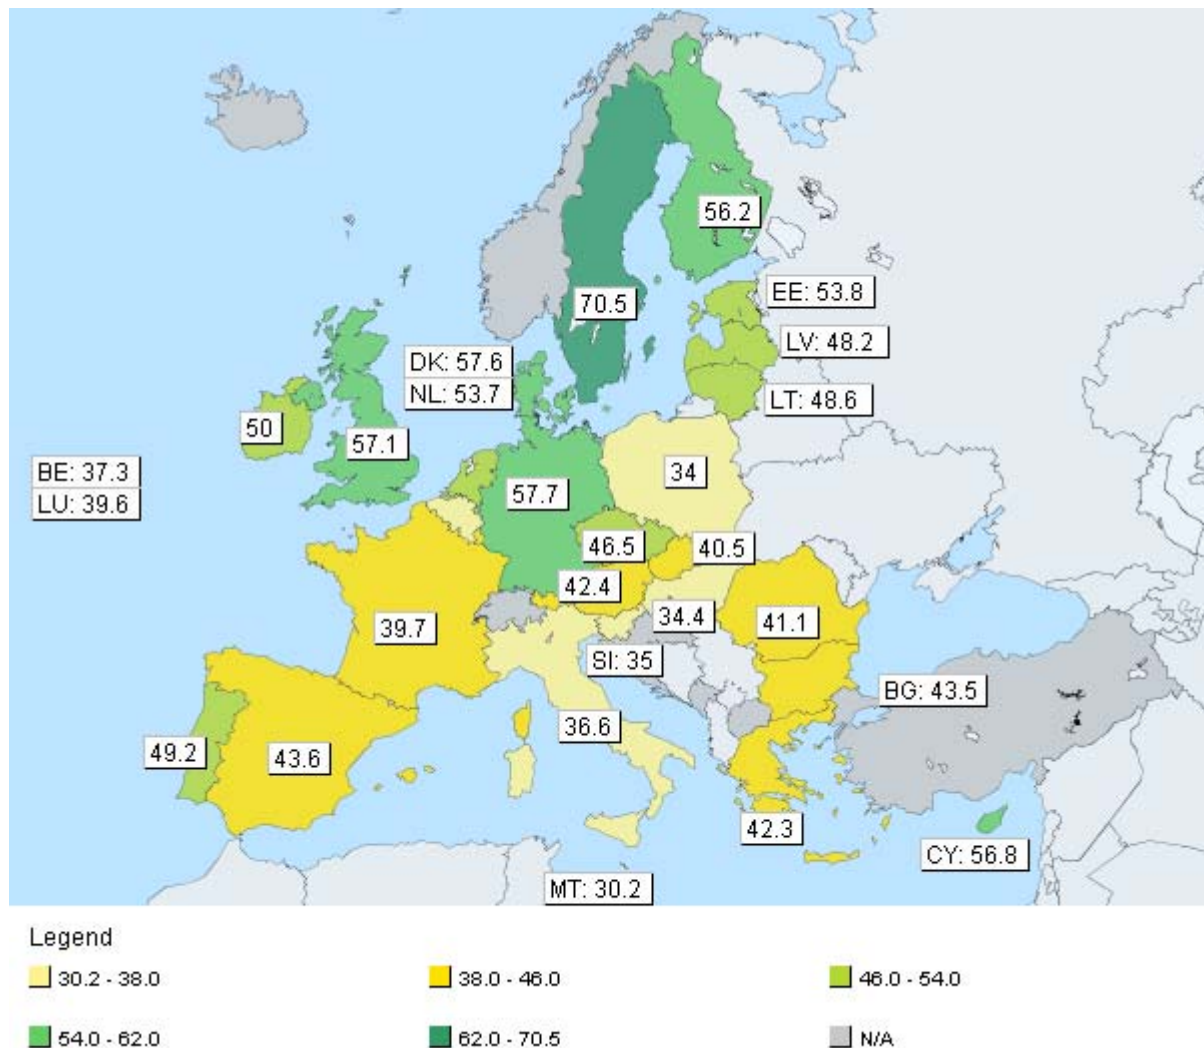 56.2
70.5
EE: 53.8
LV: 48.2
LT: 48.6
DK: 57.6
NL: 53.7
50
57.1
BE: 37.3
LU: 39.6
57.7
34
46.5
40.5
42.4
39.7
34.4
41.1
SI: 35
BG: 43.5
36.6
49.2
43.6
42.3
CY: 56.8
MT: 30.2
Legend
30.2 - 38.0
38.0 - 46.0
46.0 - 54.0
54.0 - 62.0
62.0 - 70.5
N/A